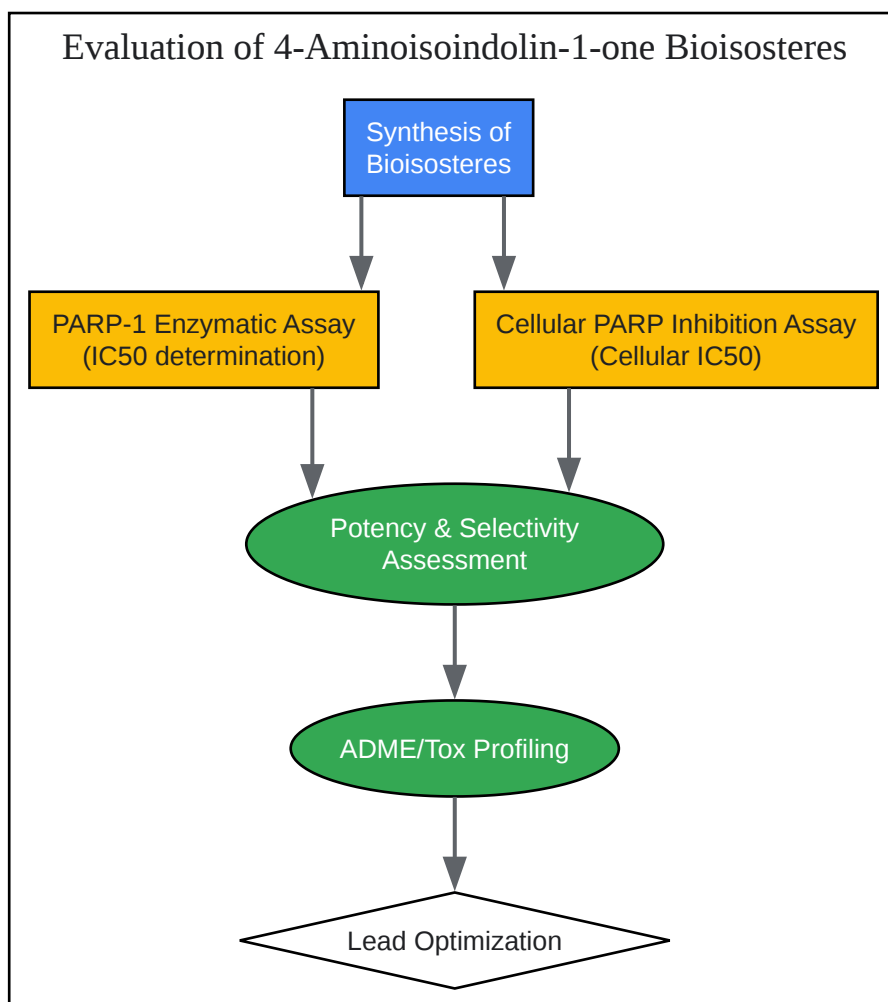 Evaluation of 4-Aminoisoindolin-1-one Bioisosteres
Synthesis of
Bioisosteres
PARP-1 Enzymatic Assay
(IC50 determination)
Cellular PARP Inhibition Assay
(Cellular IC50)
Potency & Selectivity
Assessment
ADME/Tox Profiling
Lead Optimization